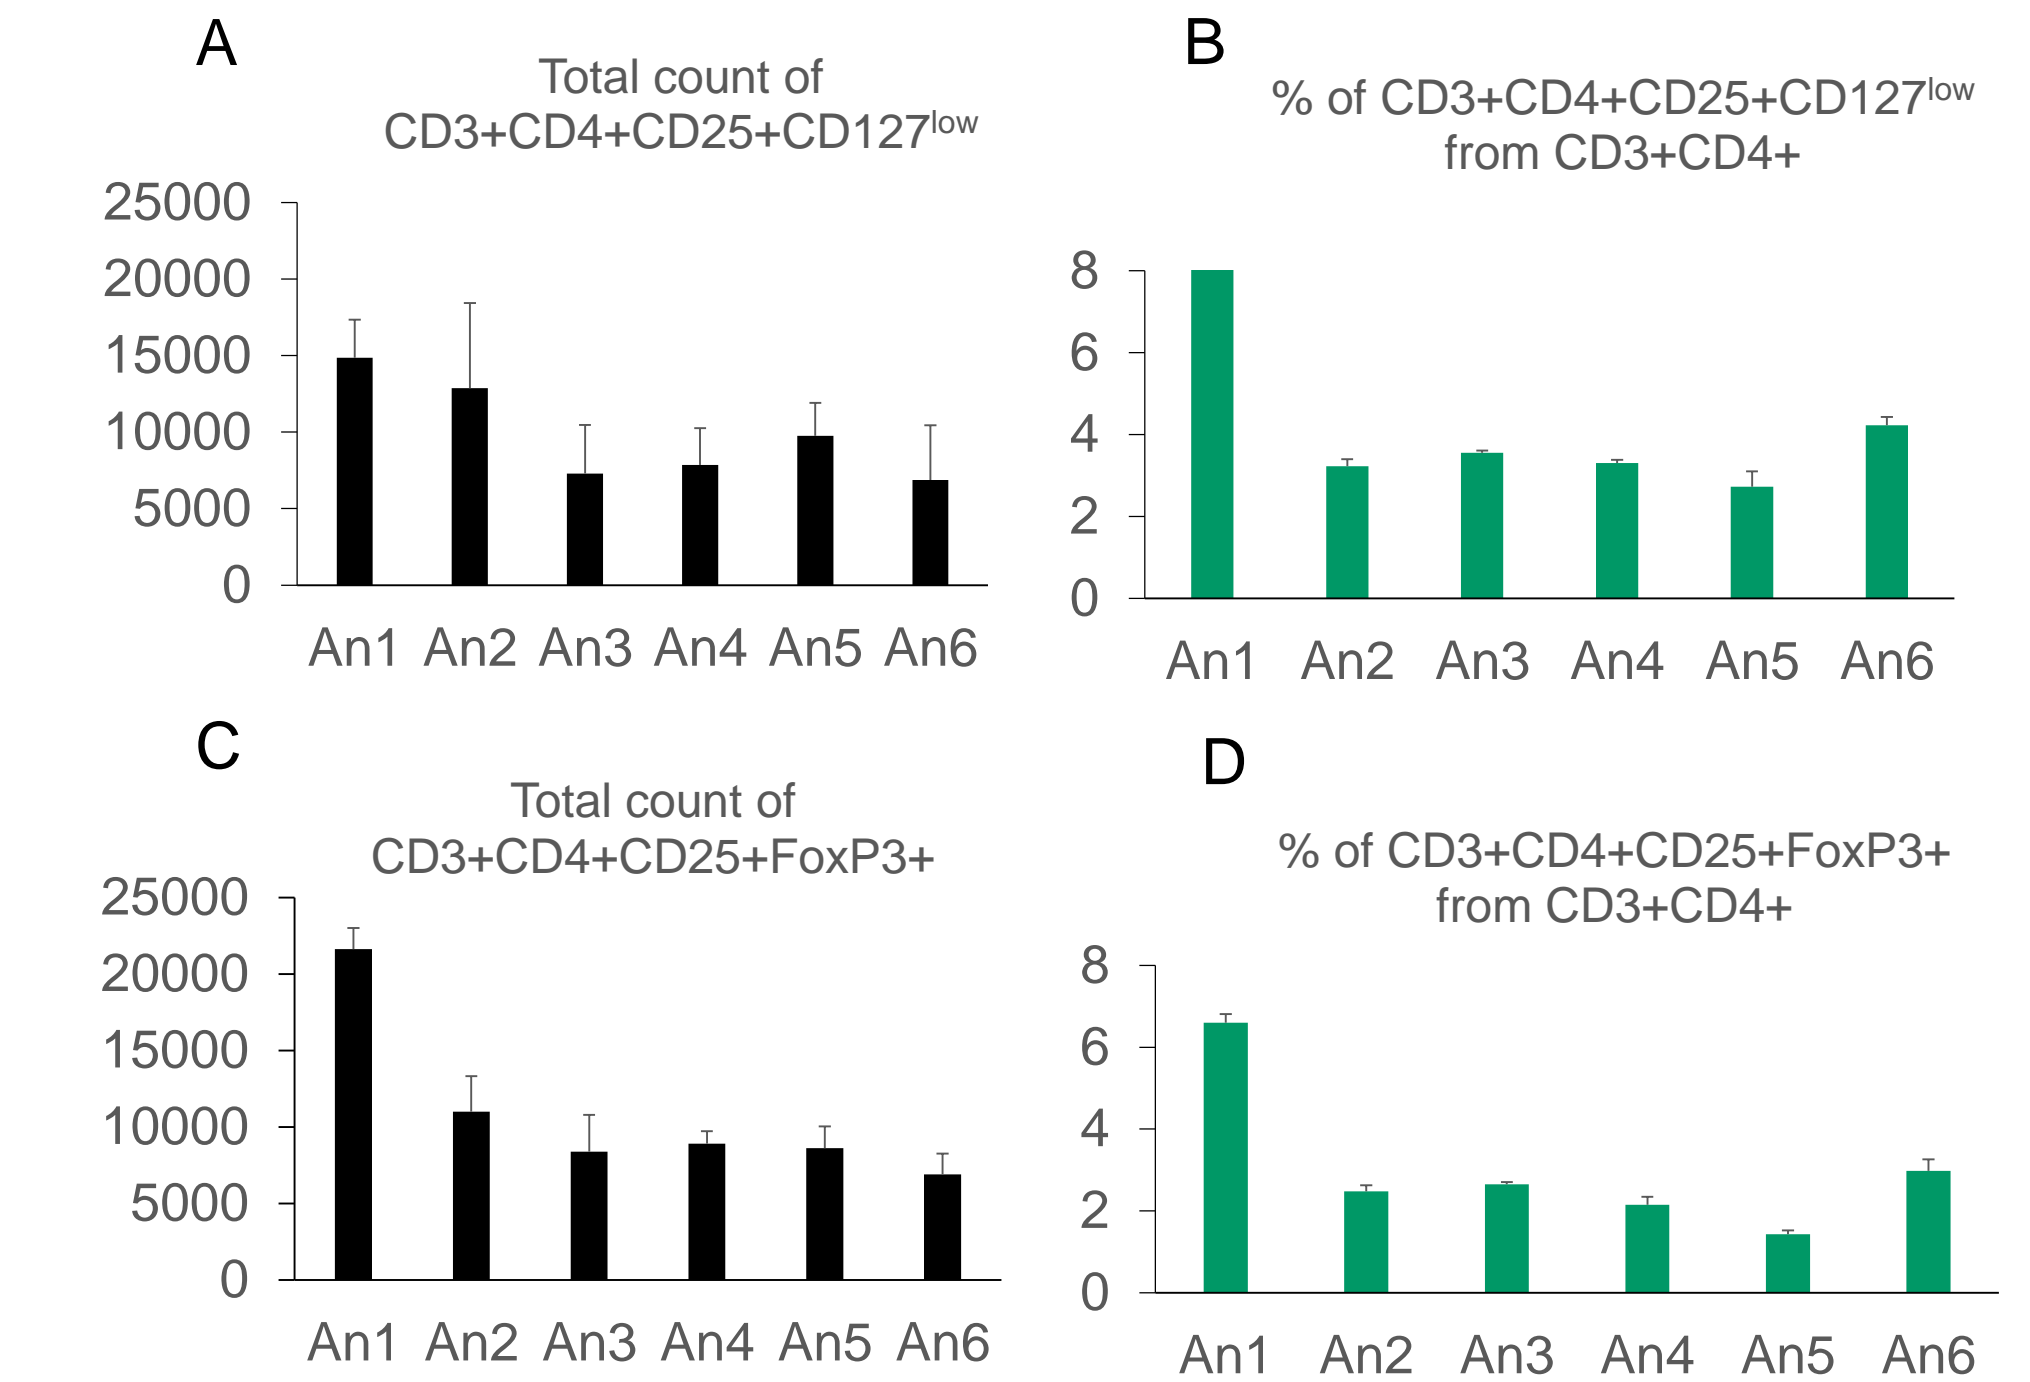 A
Total count of
CD3+CD4+CD25+CD127low
25000
20000
15000
10000
5000
0
An1 An2 An3 An4 An5 An6
B
% of CD3+CD4+CD25+CD127low
from CD3+CD4+
8
6
4
2
0
An1 An2 An3 An4 An5 An6
C
Total count of
CD3+CD4+CD25+FoxP3+
25000
20000
15000
10000
5000
0
An1 An2 An3 An4 An5 An6
D
% of CD3+CD4+CD25+FoxP3+
from CD3+CD4+
8
6
4
2
0
An1 An2 An3 An4 An5 An6